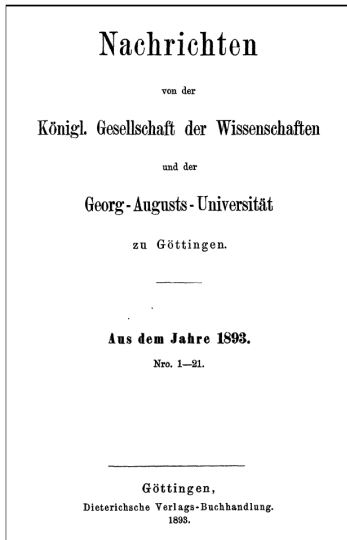 Nachrichten
von der
Königl. Gesellschaft der Wissenschaften
und der
Georg-Augusts-Universität
zu Göttingen.
Aus dem Jahre 1893.
Nro. 1—21.
Göttingen,
Dieterichsche Verlags-Buchhandlung.
1893.